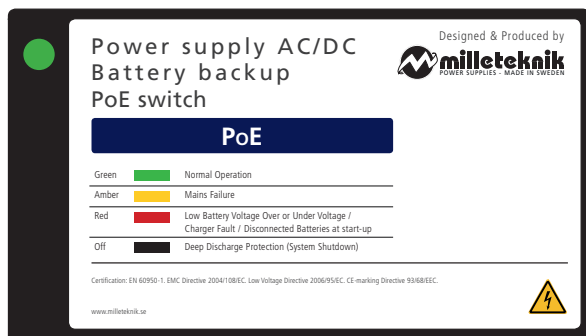 Power supply AC/DC
Battery backup
PoE switch
Designed & Produced by
milleteknik
POWER SUPPLIES - MADE IN SWEDEN
PoE
Green Normal Operation
Amber Mains Failure
Red Low Battery Voltage Over or Under Voltage /
Charger Fault / Disconnected Batteries at start-up
Off Deep Discharge Protection (System Shutdown)
Certification: EN 60950-1. EMC Directive 2004/108/EC. Low Voltage Directive 2006/95/EC. CE-marking Directive 93/68/EEC.
www.milleteknik.se